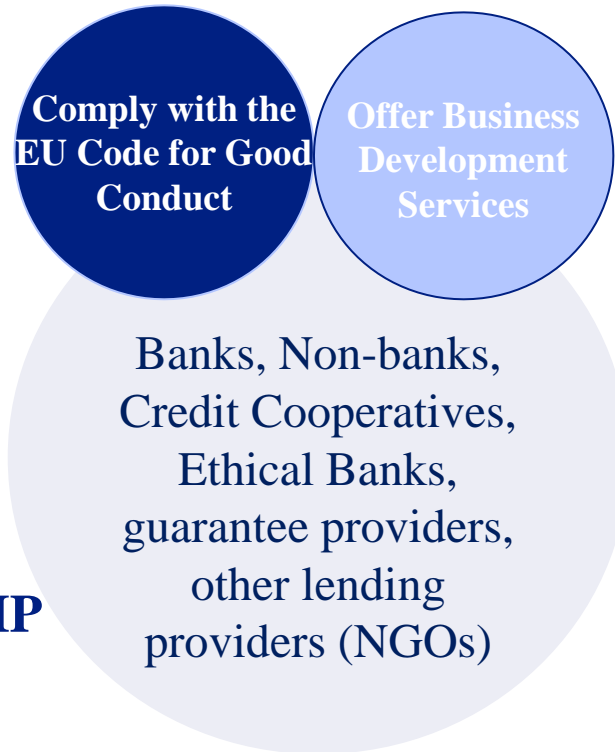 Comply with the
EU Code for Good
Conduct
Offer Business
Development
Services
Banks, Non-banks,
Credit Cooperatives,
Ethical Banks,
guarantee providers,
other lending
providers (NGOs)
IP